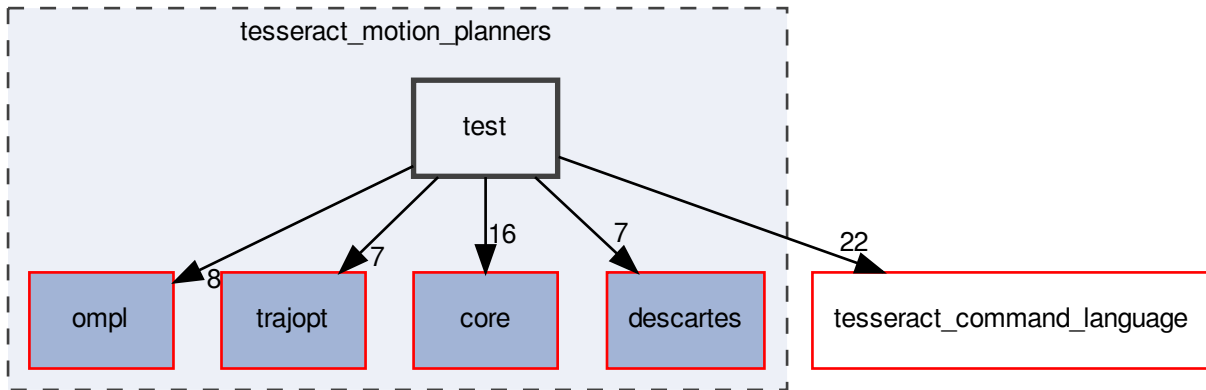 tesseract_motion_planners
test
22
7
16
7
8
ompl
trajopt
core
descartes
tesseract_command_language